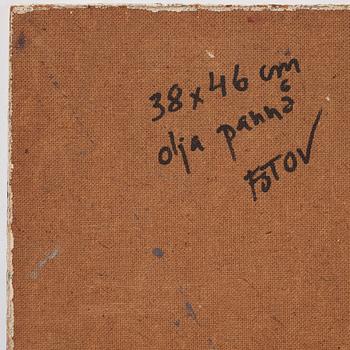 38 x 46 cm
olja pannå
FOTOV